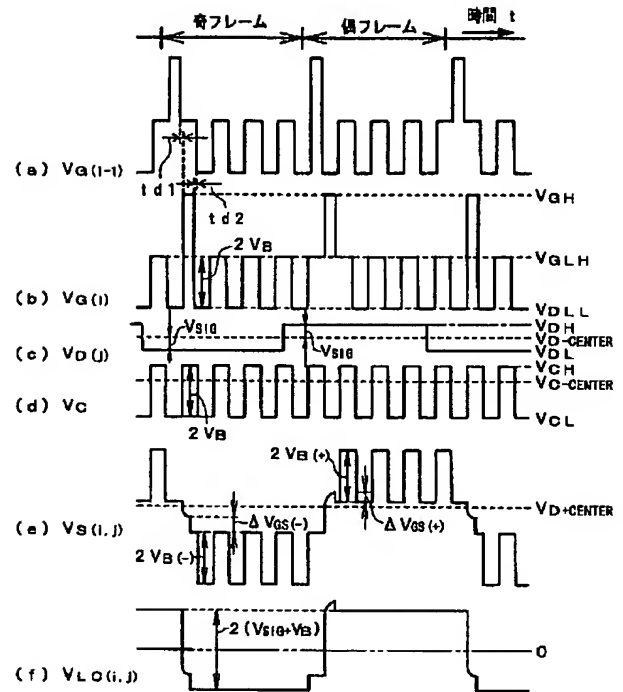 奇フレーム 偶フレーム 時間 t
(a) VG(i-1)
td1
td2
VGH
2VB
VGLH
(b) VG(i)
VDLL
VSIG
VSIG
VDH
VD-CENTER
(c) VD(j)
VDL
VCH
VC-CENTER
(d) VC
2VB
VCL
2VB(+)
VD+CENTER
(e) VS(i,j)
ΔVGS(-)
ΔVGS(+)
2VB(-)
2(VSIG+VB)
0
(f) VLC(i,j)